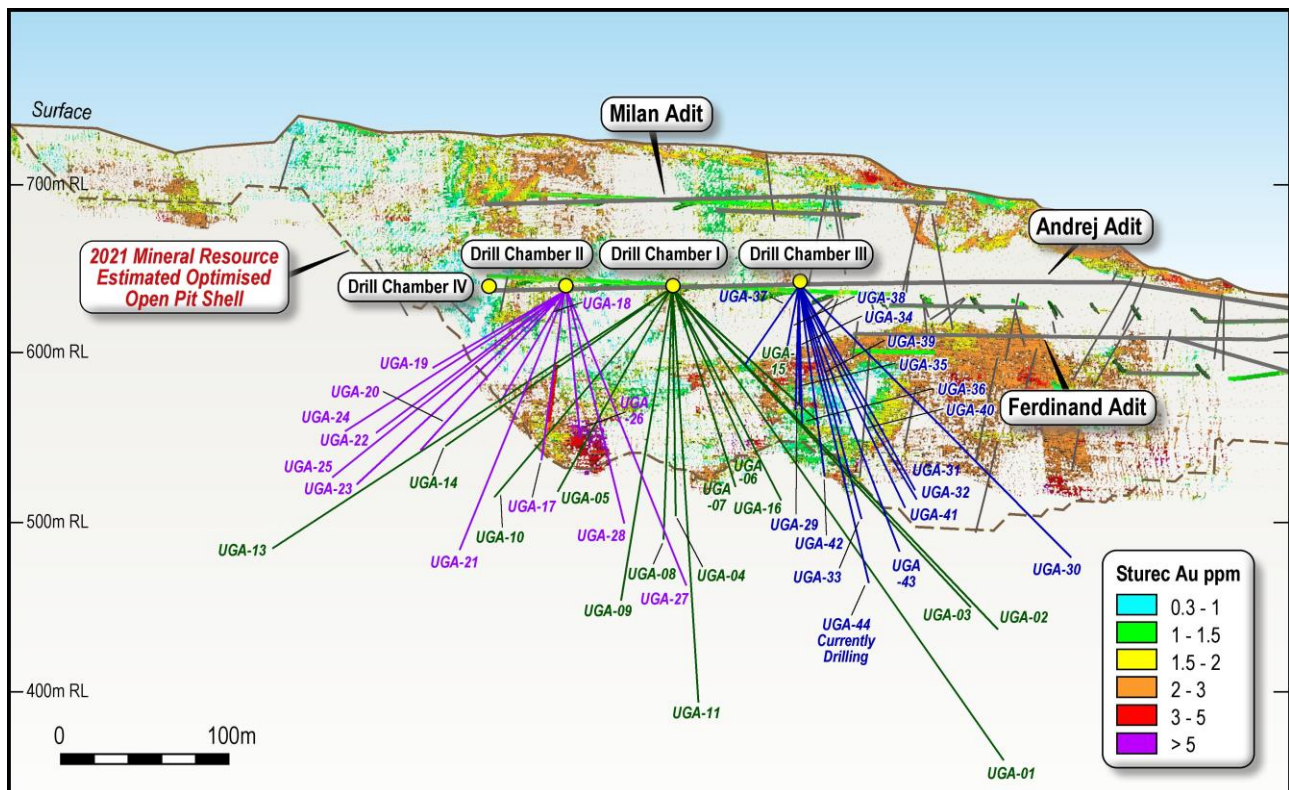 Surface
Milan Adit
700m RL
Andrej Adit
2021 Mineral Resource
Estimated Optimised
Open Pit Shell
Drill Chamber II
Drill Chamber I
Drill Chamber III
Drill Chamber IV
UGA-18
UGA-37
UGA-38
UGA-34
600m RL
UGA-19
UGA-
15
UGA-39
UGA-35
UGA-20
UGA-36
UGA
-26
UGA-40
Ferdinand Adit
UGA-24
UGA-22
UGA-25
UGA-23
UGA-14
UGA-31
UGA
-06
UGA-32
UGA
-07
UGA-05
UGA-17
UGA-16
UGA-41
500m RL
UGA-10
UGA-28
UGA-29
UGA-42
UGA-13
UGA-21
UGA-08
UGA-04
UGA-33
UGA
-43
UGA-30
UGA-09
UGA-27
UGA-03
UGA-02
UGA-44
Currently
Drilling
400m RL
UGA-11
UGA-01
0
100m
Sturec Au ppm
0.3 - 1
1 - 1.5
1.5 - 2
2 - 3
3 - 5
> 5